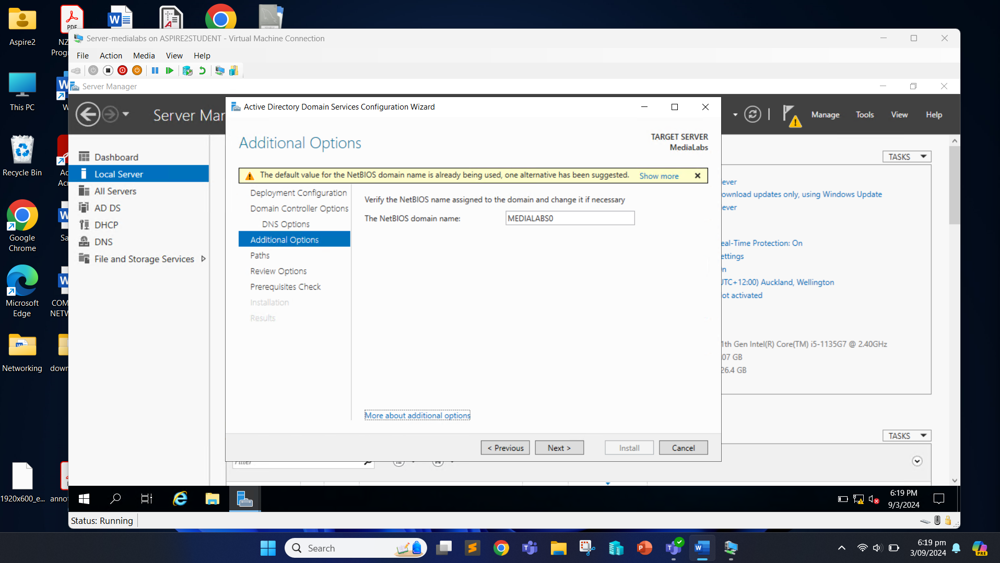 Aspire2
PDF
NZ
Prog
This PC
W
Recycle Bin
Ac
Acr
Google
Chrome
Sa
Microsoft
Edge
COM
NETW
Networking
down
1920x600_e...
annot
Server-medialabs on ASPIRE2STUDENT - Virtual Machine Connection
File Action Media View Help
Server Manager
Server Mar
Manage Tools View Help
Dashboard
Local Server
All Servers
AD DS
DHCP
DNS
File and Storage Services
Active Directory Domain Services Configuration Wizard
Additional Options
TARGET SERVER
MediaLabs
The default value for the NetBIOS domain name is already being used, one alternative has been suggested. Show more
Deployment Configuration
Domain Controller Options
DNS Options
Additional Options
Paths
Review Options
Prerequisites Check
Installation
Results
Verify the NetBIOS name assigned to the domain and change it if necessary
The NetBIOS domain name: MEDIALABS0
More about additional options
< Previous Next > Install Cancel
TASKS
ever
ownload updates only, using Windows Update
ever
eal-Time Protection: On
ettings
n
UTC+12:00) Auckland, Wellington
ot activated
1th Gen Intel(R) Core(TM) i5-1135G7 @ 2.40GHz
07 GB
26.4 GB
TASKS
Filter
6:19 PM
9/3/2024
Status: Running
Search
6:19 pm
3/09/2024
PRE